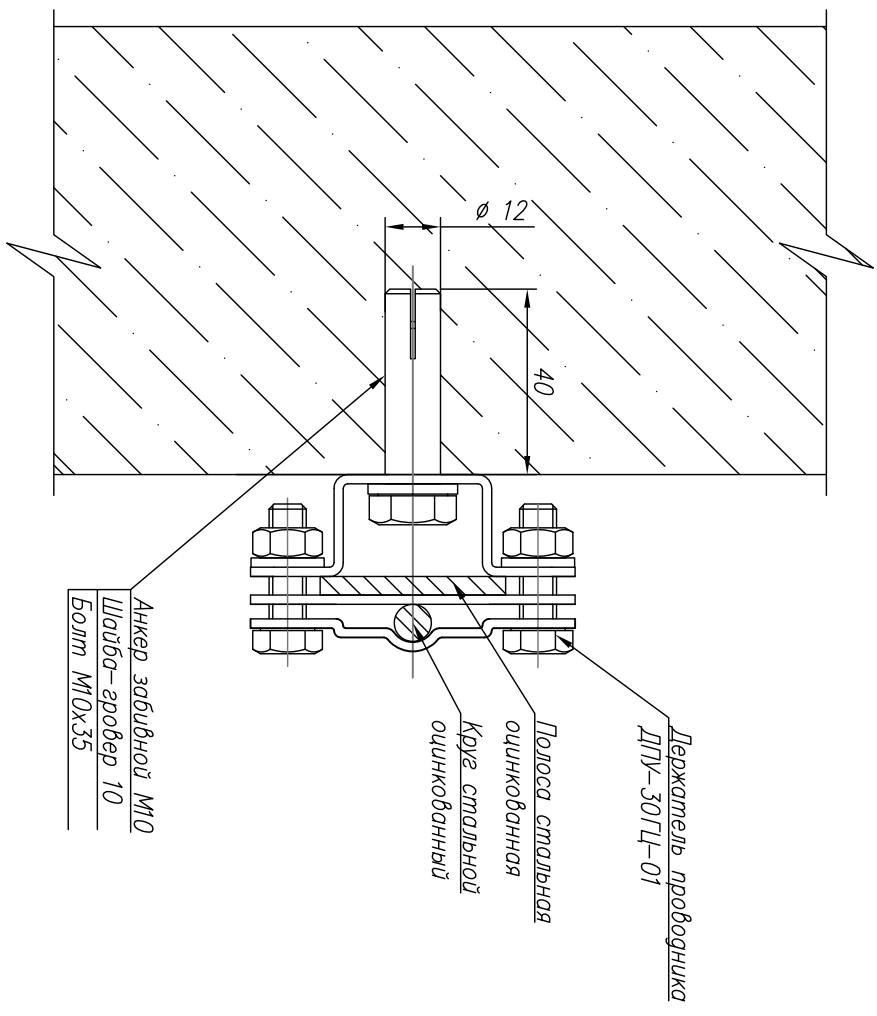 ø 12
40
Держатель проводника
ДПУ-30ГЦ-01
Полоса стальная
оцинкованная
Круг стальной
оцинкованный
Анкер забивной М10
Шайба-гровер 10
Болт М10х35